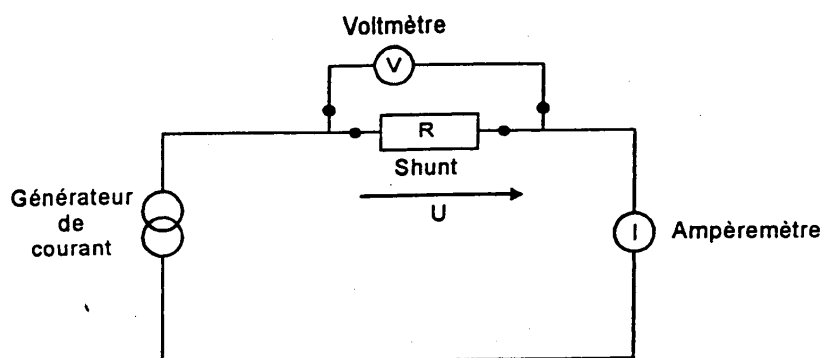 Voltmètre
V
R
Shunt
U
Générateur
de
courant
I
Ampèremètre